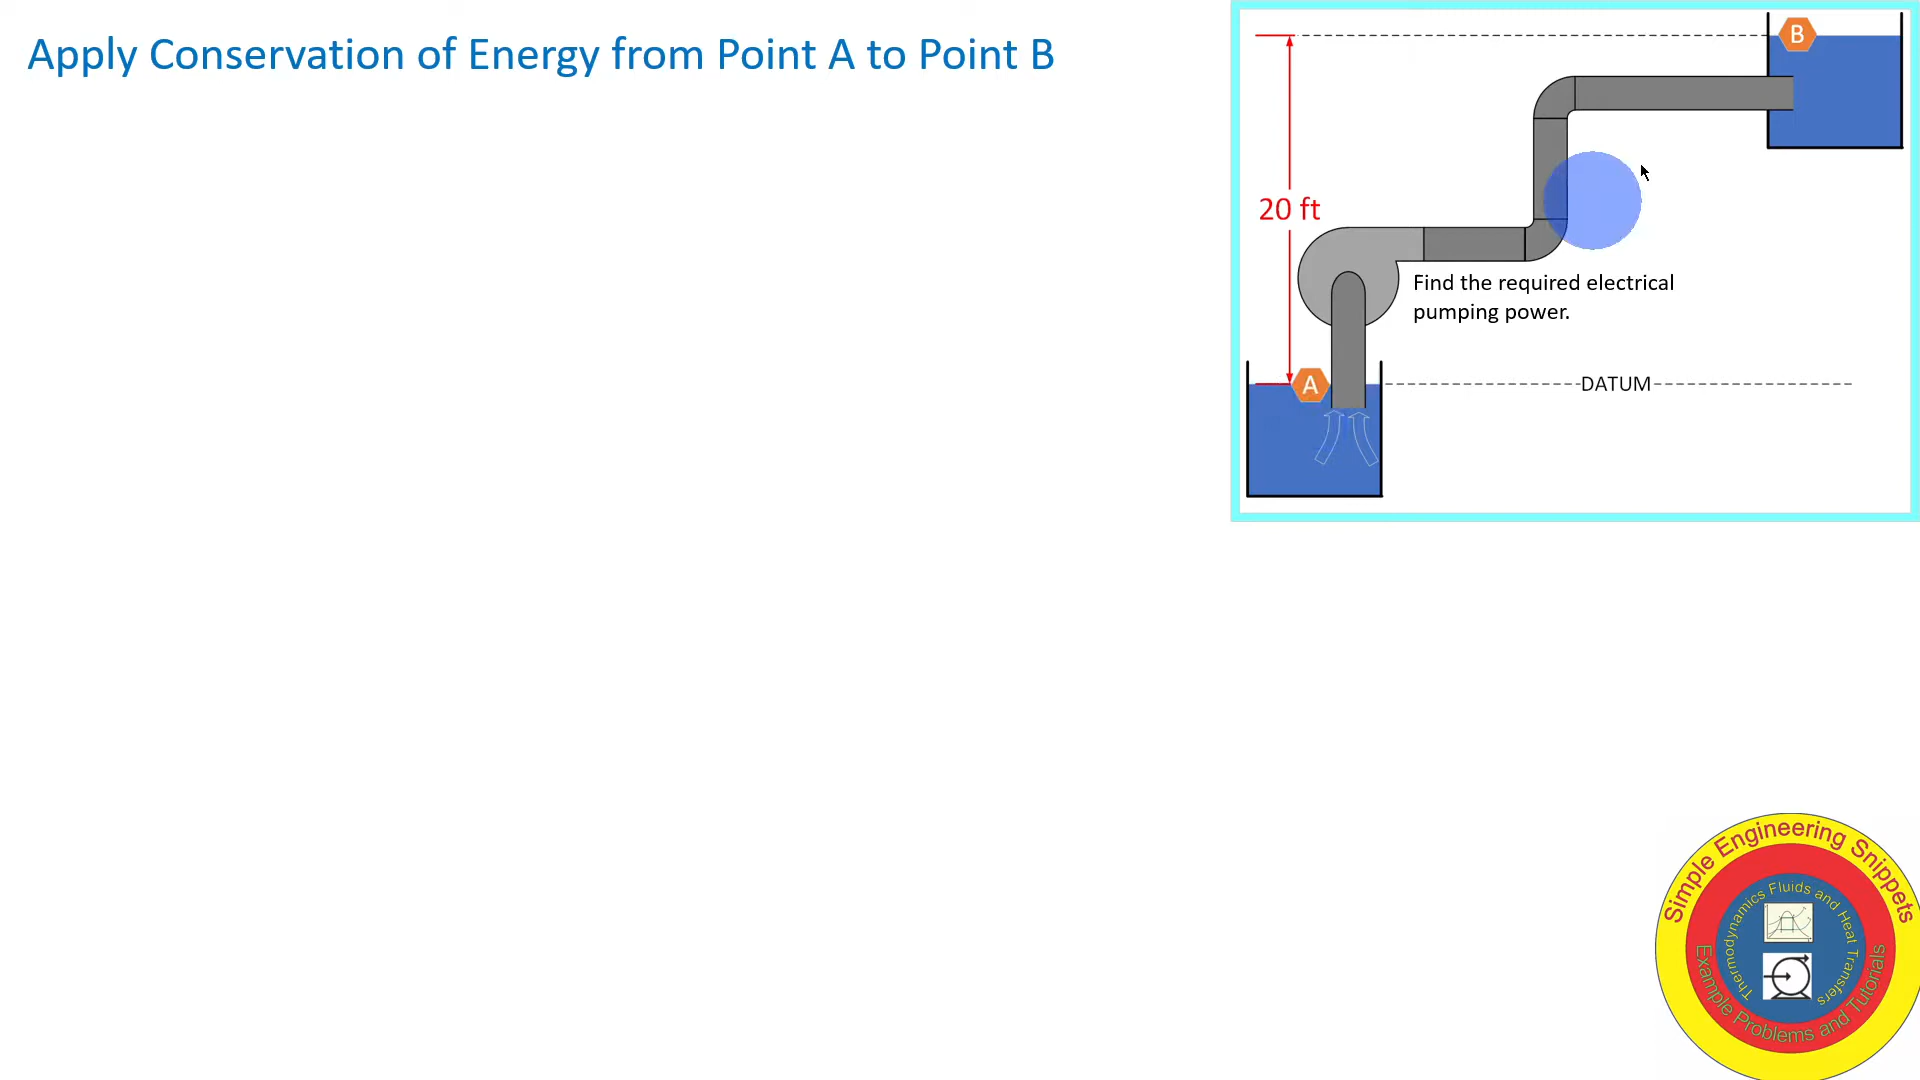 Apply Conservation of Energy from Point A to Point B
B
20 ft
Find the required electrical
pumping power.
A
DATUM
Simple Engineering Snippets
Thermodynamics Fluids and Heat Transfers
Example Problems and Tutorials